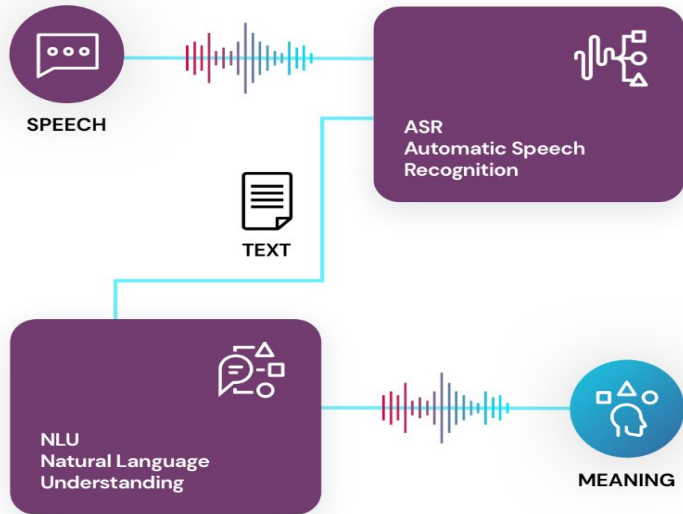 SPEECH
ASR
Automatic Speech
Recognition
TEXT
NLU
Natural Language
Understanding
MEANING